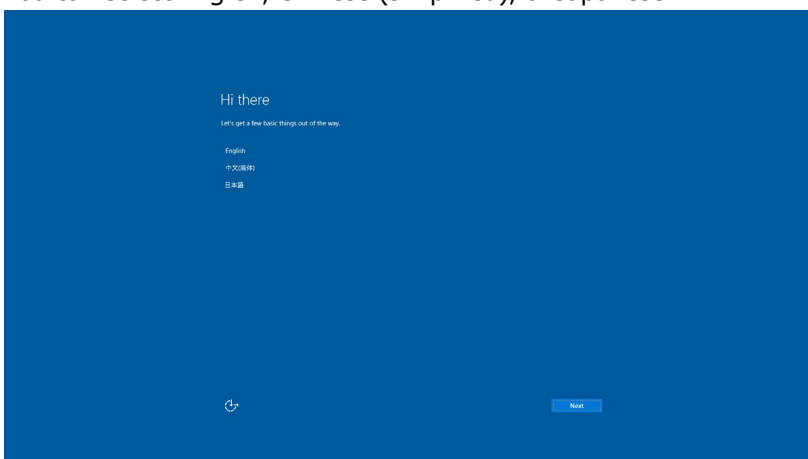 Hi there
Let's get a few basic things out of the way.
English
中文(简体)
日本語
Next